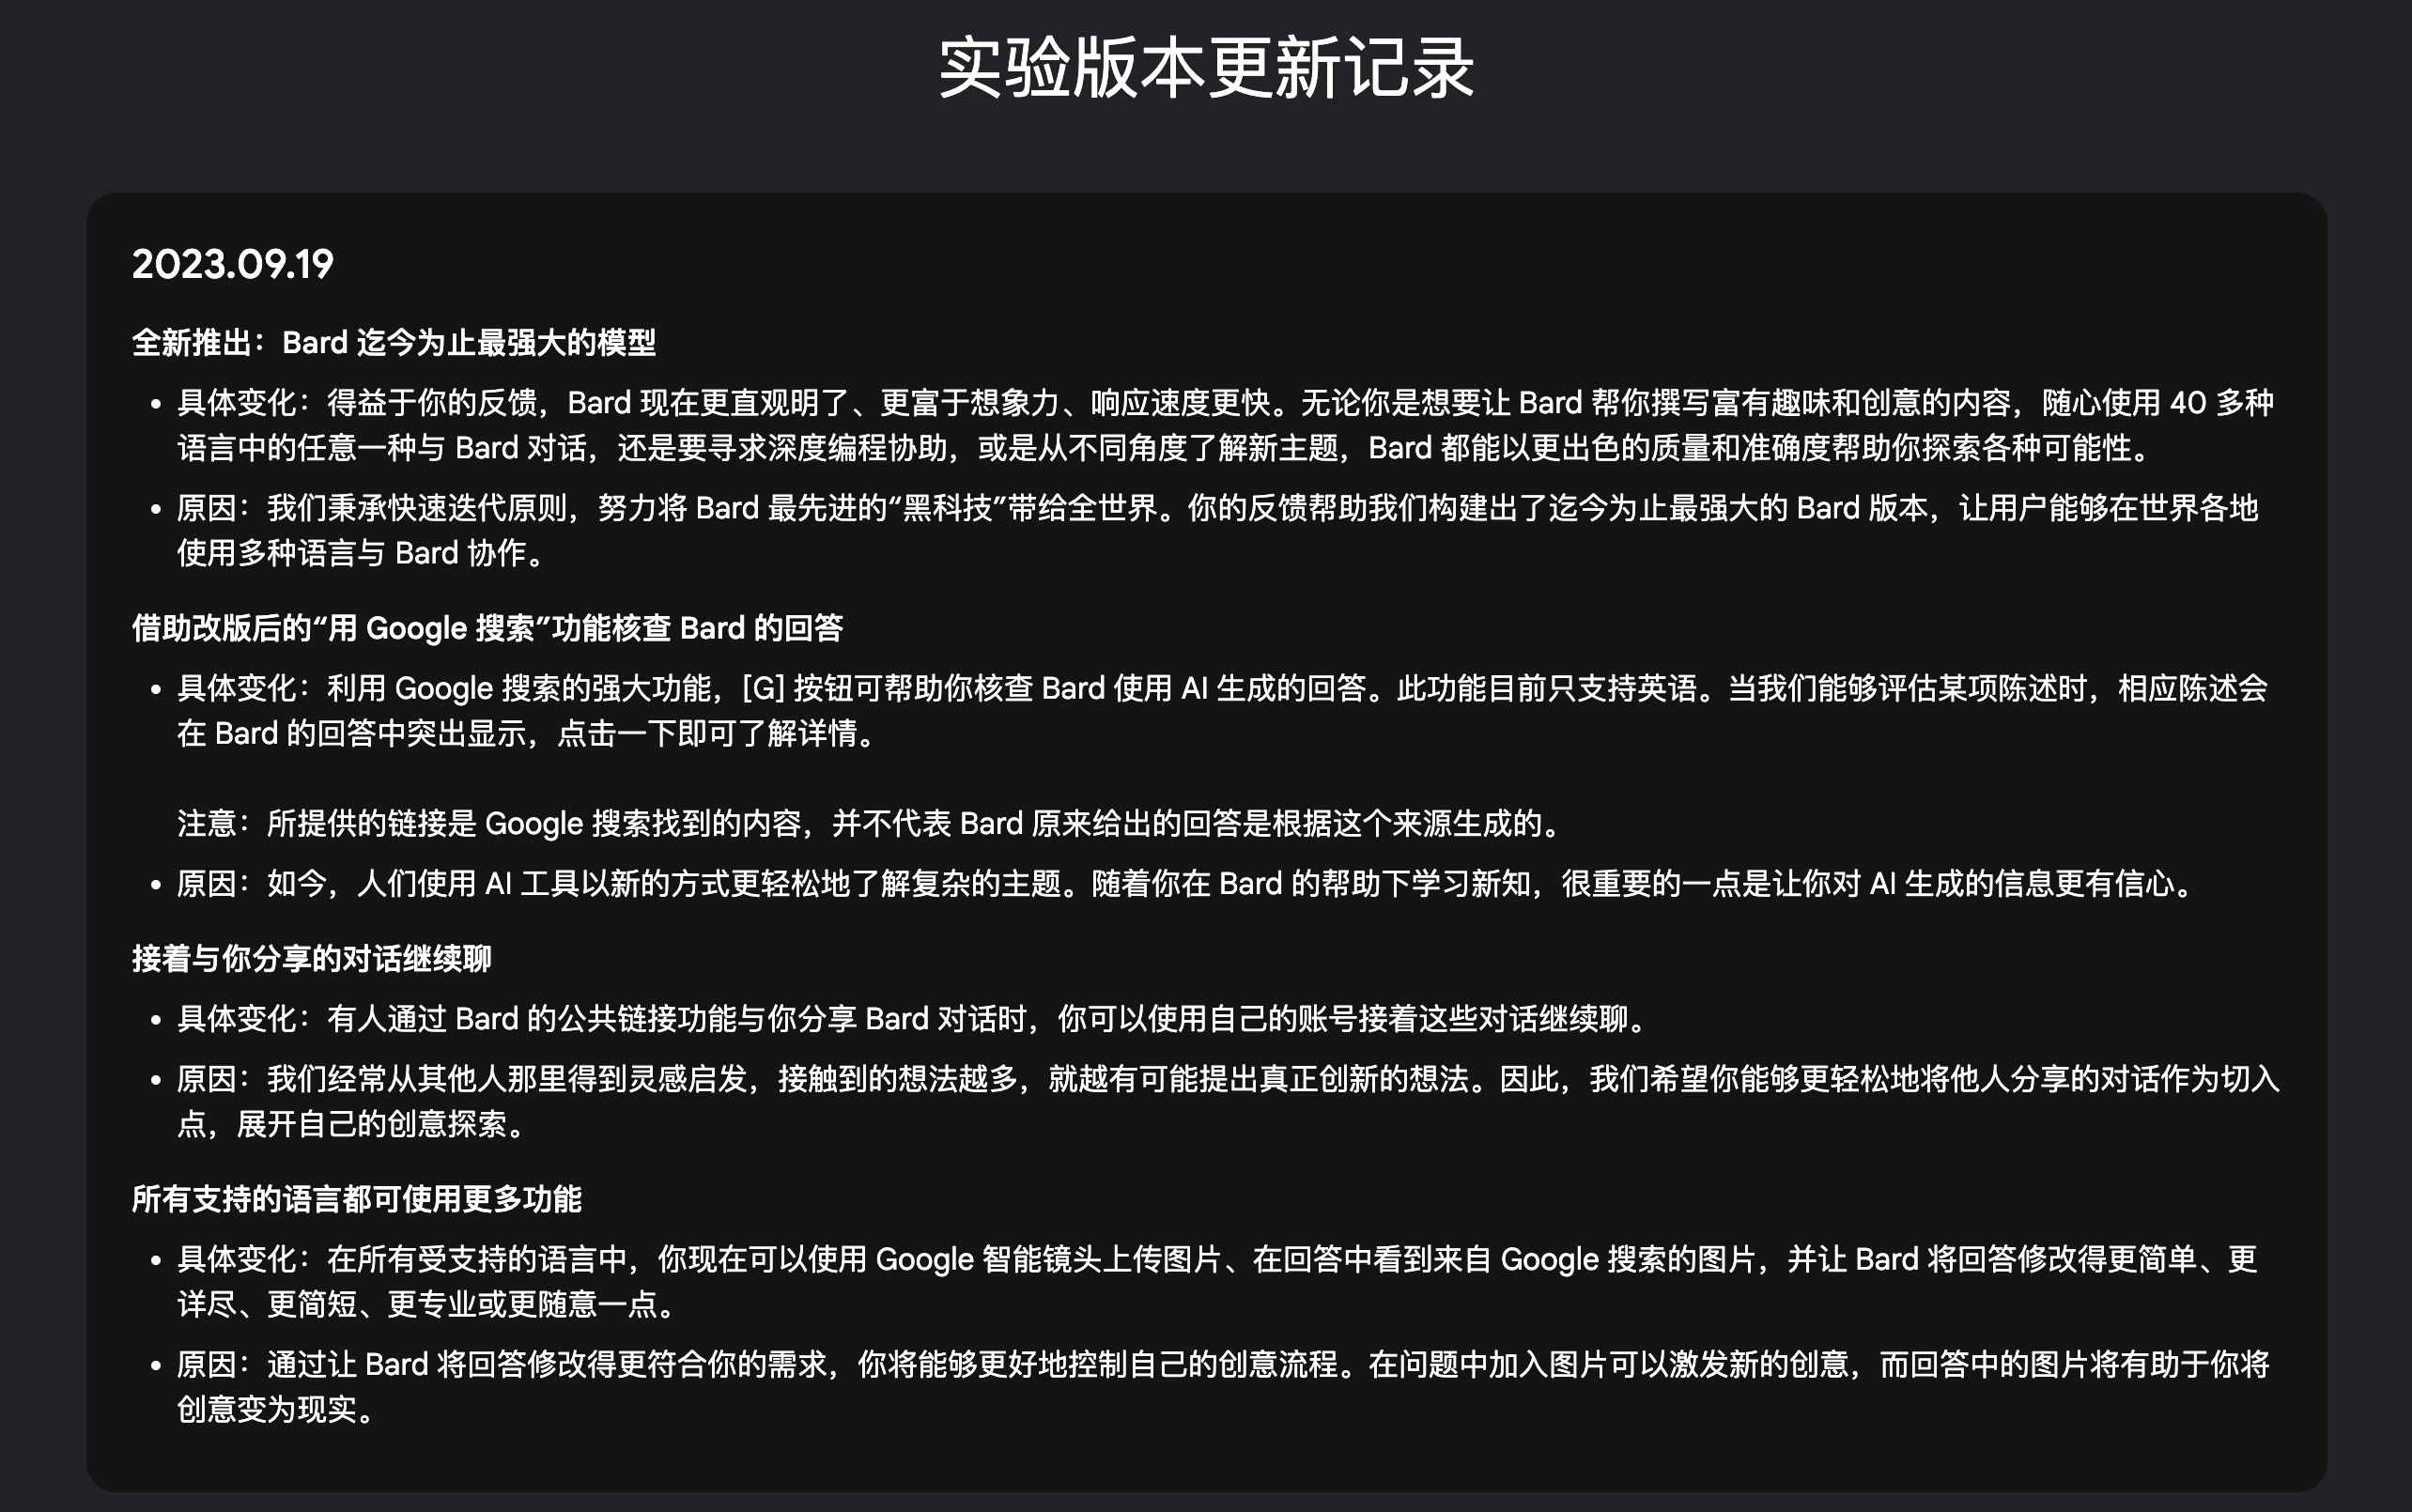 实验版本更新记录
2023.09.19
全新推出：Bard 迄今为止最强大的模型
• 具体变化：得益于你的反馈，Bard 现在更直观明了、更富于想象力、响应速度更快。无论你是想要让 Bard 帮你撰写富有趣味和创意的内容，随心使用 40 多种
语言中的任意一种与 Bard 对话，还是要寻求深度编程协助，或是从不同角度了解新主题，Bard 都能以更出色的质量和准确度帮助你探索各种可能性。
• 原因：我们秉承快速迭代原则，努力将 Bard 最先进的“黑科技”带给全世界。你的反馈帮助我们构建出了迄今为止最强大的 Bard 版本，让用户能够在世界各地
使用多种语言与 Bard 协作。
借助改版后的“用 Google 搜索”功能核查 Bard 的回答
• 具体变化：利用 Google 搜索的强大功能，[G] 按钮可帮助你核查 Bard 使用 AI 生成的回答。此功能目前只支持英语。当我们能够评估某项陈述时，相应陈述会
在 Bard 的回答中突出显示，点击一下即可了解详情。
注意：所提供的链接是 Google 搜索找到的内容，并不代表 Bard 原来给出的回答是根据这个来源生成的。
• 原因：如今，人们使用 AI 工具以新的方式更轻松地了解复杂的主题。随着你在 Bard 的帮助下学习新知，很重要的一点是让你对 AI 生成的信息更有信心。
接着与你分享的对话继续聊
• 具体变化：有人通过 Bard 的公共链接功能与你分享 Bard 对话时，你可以使用自己的账号接着这些对话继续聊。
• 原因：我们经常从其他人那里得到灵感启发，接触到的想法越多，就越有可能提出真正创新的想法。因此，我们希望你能够更轻松地将他人分享的对话作为切入
点，展开自己的创意探索。
所有支持的语言都可使用更多功能
• 具体变化：在所有受支持的语言中，你现在可以使用 Google 智能镜头上传图片、在回答中看到来自 Google 搜索的图片，并让 Bard 将回答修改得更简单、更
详尽、更简短、更专业或更随意一点。
• 原因：通过让 Bard 将回答修改得更符合你的需求，你将能够更好地控制自己的创意流程。在问题中加入图片可以激发新的创意，而回答中的图片将有助于你将
创意变为现实。